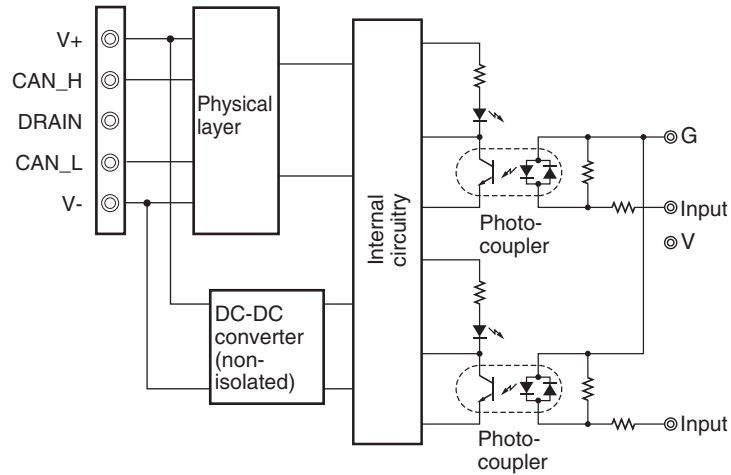 V+
CAN_H
DRAIN
CAN_L
V-
Physical
layer
DC-DC
converter
(non-
isolated)
Internal
circuitry
Photo-
coupler
G
Input
V
Photo-
coupler
Input